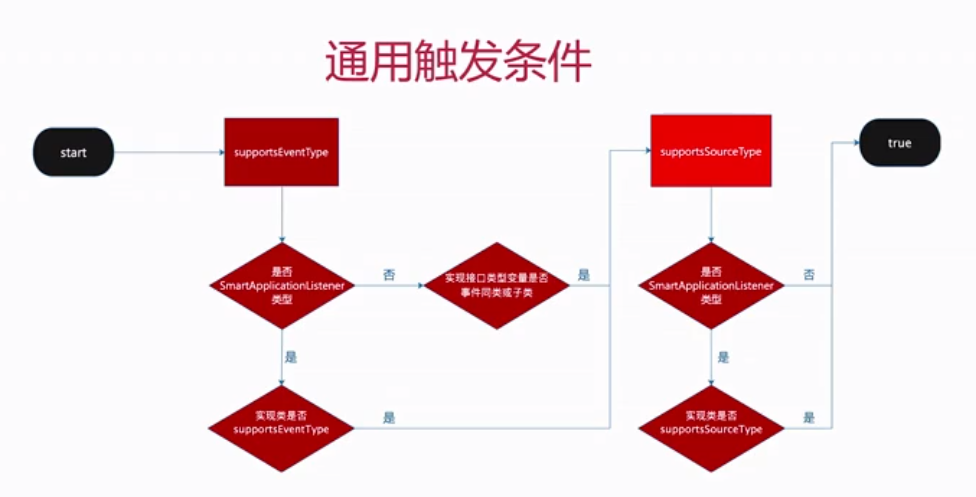 通用触发条件
start
supportsEventType
supportsSourceType
true
是否
SmartApplicationListener
类型
否
实现接口类型变量是否
事件同类或子类
是
是否
SmartApplicationListener
类型
否
是
是
实现类是否
supportsEventType
是
实现类是否
supportsSourceType
是